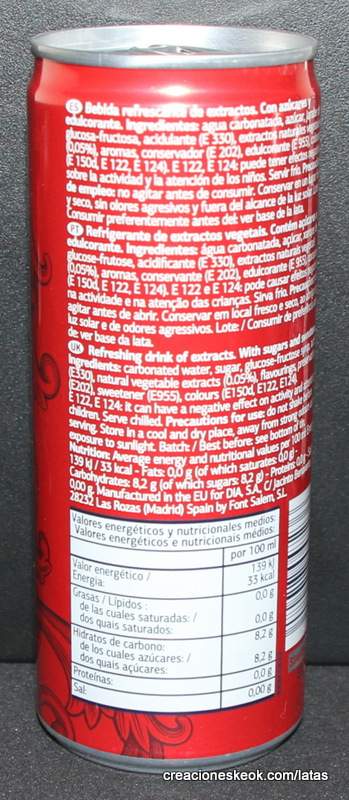 ES Bebida refrescante de extractos. Con azúcares y
edulcorante. Ingredientes: agua carbonatada, azúcar,
glucosa-fructosa, acidulante (E 330), extractos naturales
(0,05%), aromas, conservador (E 202), edulcorante (E 955),
(E 150d, E 122, E 124). E 122, E 124: puede tener efectos
sobre la actividad y la atención de los niños. Servir frío.
de empleo: no agitar antes de consumir. Conservar en
y seco, sin olores agresivos y fuera del alcance de la luz
Consumir preferentemente antes del: ver base de la lata.
PT Refrigerante de extractos vegetais. Contém
edulcorante. Ingredientes: água carbonatada, açúcar,
glucose-frutose, acidificante (E 330), extractos naturais
(0,05%), aromas, conservante (E 202), edulcorante (E 955)
(E 150d, E 122, E 124). E 122 e E 124: pode causar efeitos
na actividade e na atenção das crianças. Sirva frio.
agitar antes de abrir. Conservar em local fresco e seco, ao
luz solar e de odores agressivos. Lote: / Consumir de
de: ver base da lata.
UK Refreshing drink of extracts. With sugars and
Ingredients: carbonated water, sugar, glucose-fructose
(E330), natural vegetable extracts (0,05%), flavourings,
(E202), sweetener (E955), colours (E150d, E122, E124).
E 122, E 124: It can have a negative effect on activity and
children. Serve chilled. Precautions for use: do not shake
serving. Store in a cool and dry place, away from strong
exposure to sunlight. Batch: / Best before: see bottom of
Nutrition: Average energy and nutritional values per 100 ml
139 kJ / 33 kcal - Fats: 0,0 g (of which saturates: 0,0 g)
Carbohydrates: 8,2 g (of which sugars: 8,2 g) - Proteins:
0,00 g. Manufactured in the EU for DIA, S.A. C/ Jacinto
28232 Las Rozas (Madrid) Spain by Font Salem, S.L.
Valores energéticos y nutricionales medios:
Valores energéticos e nutricionais médios:
por 100 ml
Valor energético / 139 kJ
Energia: 33 kcal
Grasas / Lípidos: 0,0 g
de las cuales saturadas: /
dos quais saturados: 0,0 g
Hidratos de carbono: 8,2 g
de los cuales azúcares: /
dos quais açúcares: 8,2 g
Proteínas: 0,0 g
Sal: 0,00 g
creacioneskeok.com/latas